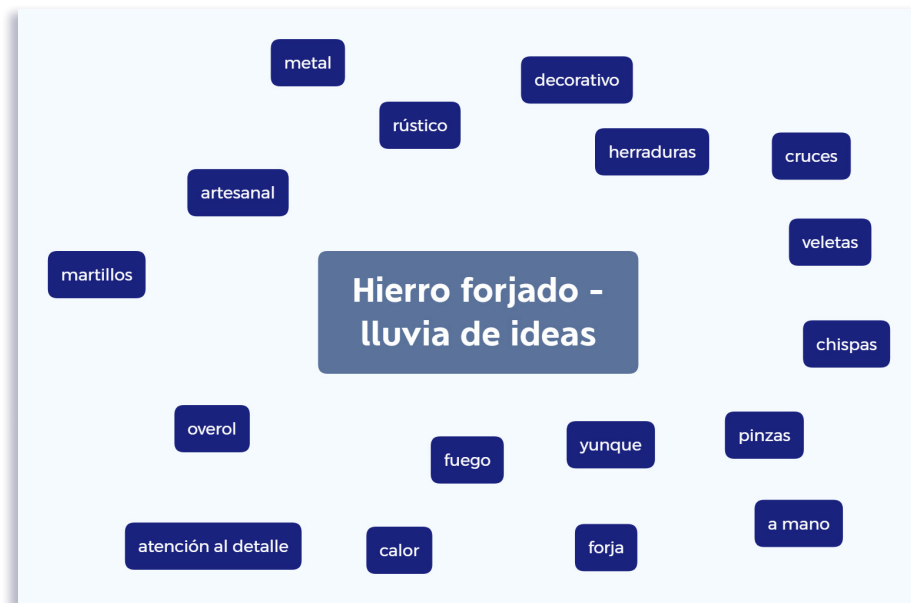 metal
decorativo
rústico
herraduras
cruces
artesanal
veletas
martillos
Hierro forjado -
lluvia de ideas
chispas
overol
fuego
yunque
pinzas
a mano
atención al detalle
calor
forja